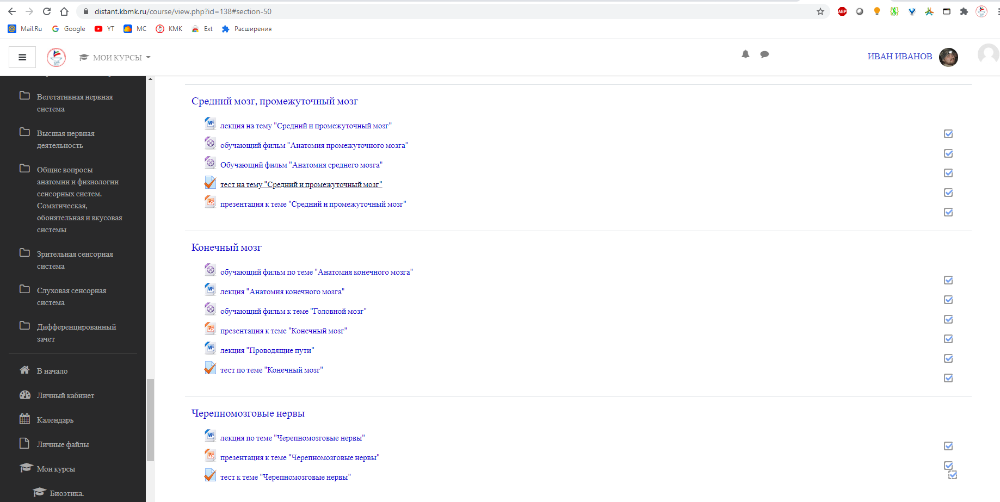 distant.kbmk.ru/course/view.php?id=138#section-50
ABP
Mail.Ru
Google
YT
MC
КМК
Ext
Расширения
МОИ КУРСЫ
ИВАН ИВАНОВ
Вегетативная нервная
система
Высшая нервная
деятельность
Общие вопросы
анатомии и физиологии
сенсорных систем.
Соматическая,
обонятельная и вкусовая
системы
Зрительная сенсорная
система
Слуховая сенсорная
система
Дифференцированный
зачет
В начало
Личный кабинет
Календарь
Личные файлы
Мои курсы
Биоэтика.
Средний мозг, промежуточный мозг
лекция на тему "Средний и промежуточный мозг"
обучающий фильм "Анатомия промежуточного мозга"
Обучающий фильм "Анатомия среднего мозга"
тест на тему "Средний и промежуточный мозг"
презентация к теме "Средний и промежуточный мозг"
Конечный мозг
обучающий фильм по теме "Анатомия конечного мозга"
лекция "Анатомия конечного мозга"
обучающий фильм к теме "Головной мозг"
презентация к теме "Конечный мозг"
лекция "Проводящие пути"
тест по теме "Конечный мозг"
Черепномозговые нервы
лекция по теме "Черепномозговые нервы"
презентация к теме "Черепномозговые нервы"
тест к теме "Черепномозговые нервы"